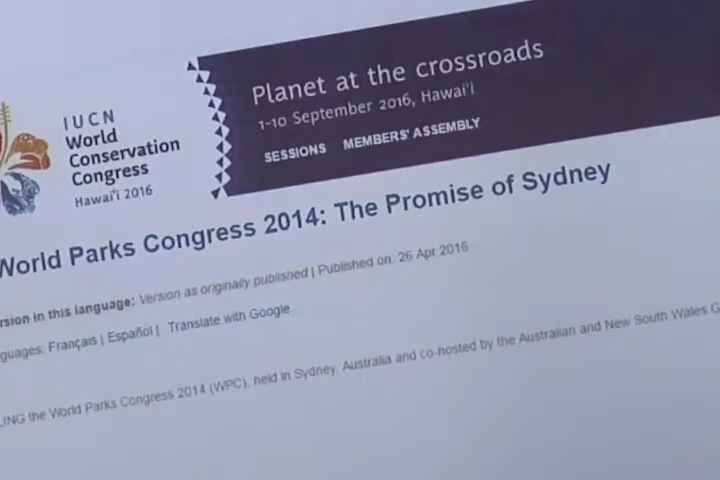 IUCN
World
Conservation
Congress
Hawai'i 2016
Planet at the crossroads
1-10 September 2016, Hawai'i
SESSIONS MEMBERS' ASSEMBLY
World Parks Congress 2014: The Promise of Sydney
in this language: Version as originally published | Published on: 26 Apr 2016
Français | Español | Translate with Google
the World Parks Congress 2014 (WPC), held in Sydney, Australia and co-hosted by the Australian and New South Wales